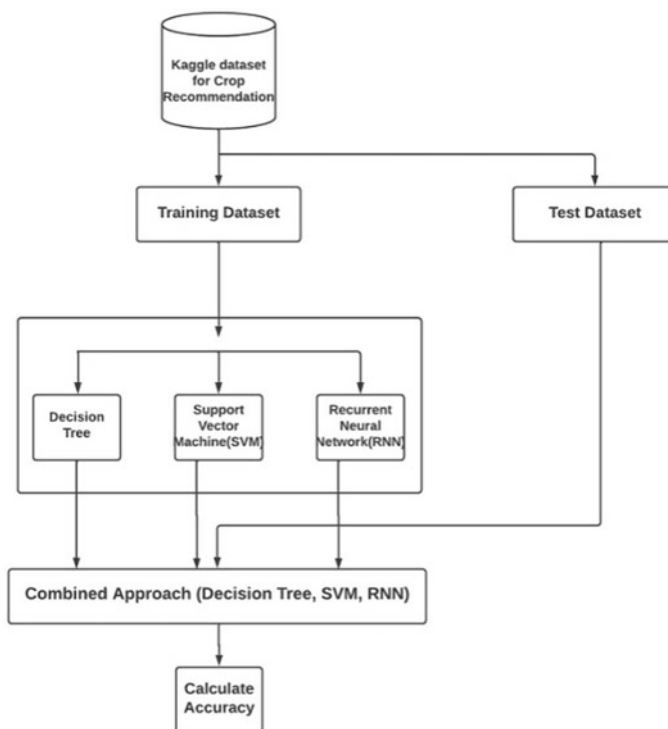 Kaggle dataset
for Crop
Recommendation
Training Dataset
Test Dataset
Decision
Tree
Support
Vector
Machine(SVM)
Recurrent
Neural
Network(RNN)
Combined Approach (Decision Tree, SVM, RNN)
Calculate
Accuracy